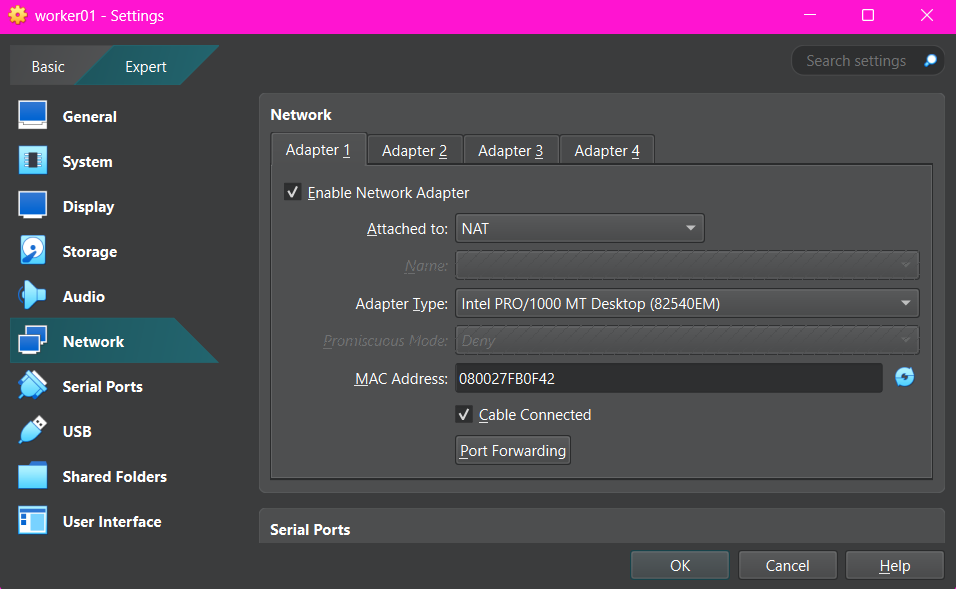 worker01 - Settings
Basic
Expert
Search settings
General
System
Display
Storage
Audio
Network
Serial Ports
USB
Shared Folders
User Interface
Network
Adapter 1
Adapter 2
Adapter 3
Adapter 4
Enable Network Adapter
Attached to: NAT
Name:
Adapter Type: Intel PRO/1000 MT Desktop (82540EM)
Promiscuous Mode: Deny
MAC Address: 080027FB0F42
Cable Connected
Port Forwarding
Serial Ports
OK
Cancel
Help